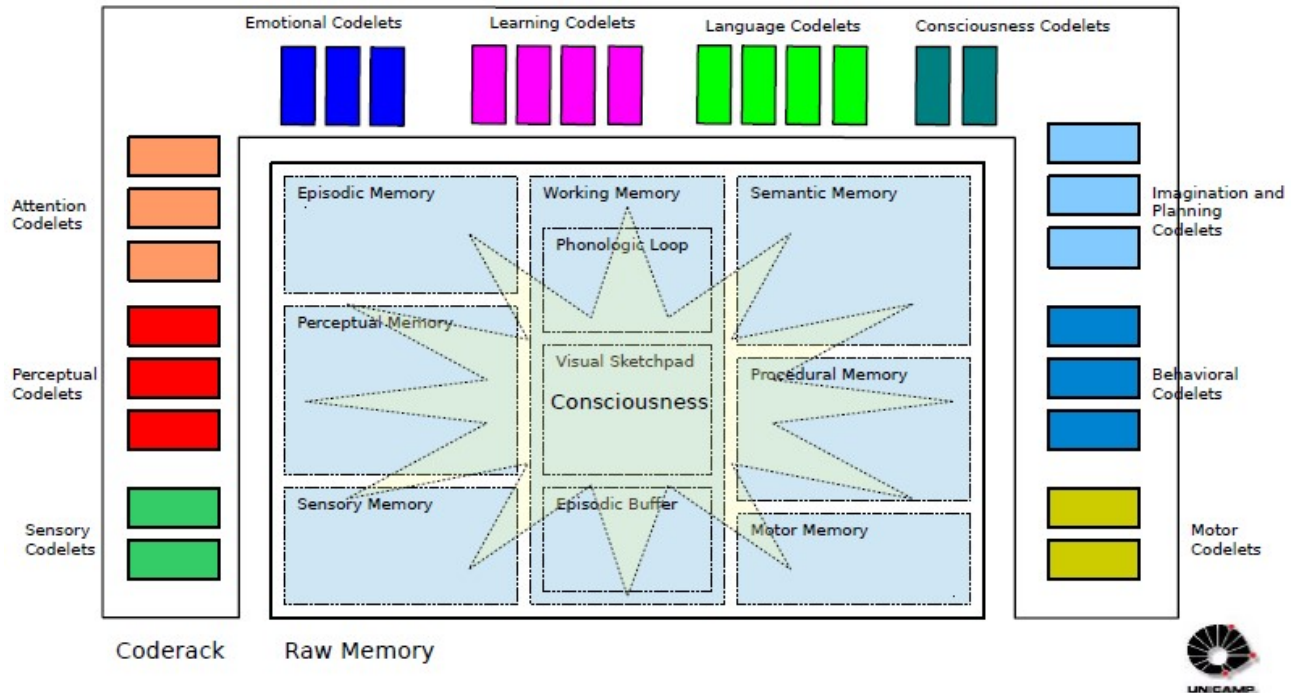 Emotional Codelets
Learning Codelets
Language Codelets
Consciousness Codelets
Attention
Codelets
Perceptual
Codelets
Sensory
Codelets
Episodic Memory
Working Memory
Semantic Memory
Phonologic Loop
Perceptual Memory
Visual Sketchpad
Procedural Memory
Consciousness
Sensory Memory
Episodic Buffer
Motor Memory
Imagination and
Planning
Codelets
Behavioral
Codelets
Motor
Codelets
Coderack
Raw Memory
UNICAMP